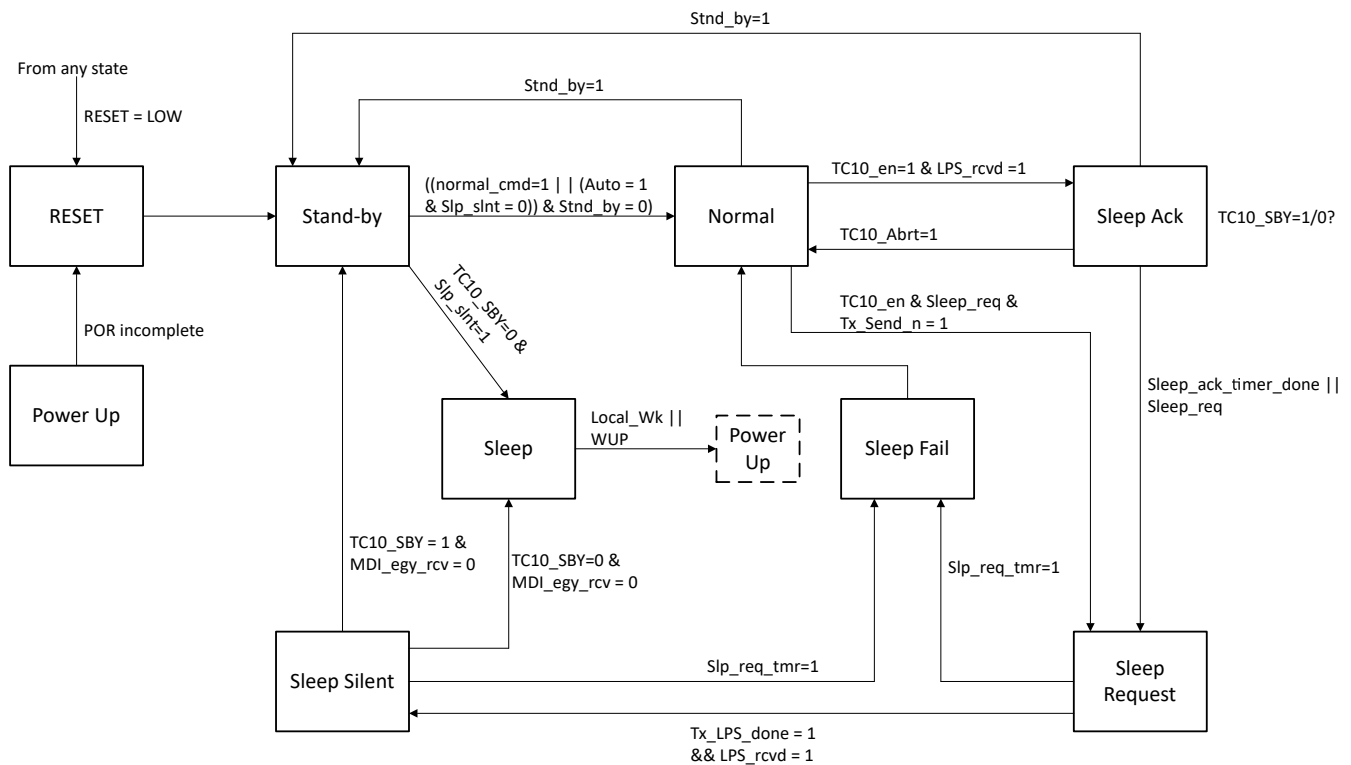 Stnd_by=1
From any state
Stnd_by=1
RESET = LOW
RESET
Stand-by
((normal_cmd=1 | | (Auto = 1
& Slp_slnt = 0)) & Stnd_by = 0)
Normal
TC10_en=1 & LPS_rcvd =1
TC10_Abrt=1
Sleep Ack
TC10_SBY=1/0?
TC10_SBY=0 &
Slp_slnt=1
TC10_en & Sleep_req &
Tx_Send_n = 1
POR incomplete
Power Up
Sleep
Local_Wk ||
WUP
Power
Up
Sleep Fail
Sleep_ack_timer_done ||
Sleep_req
TC10_SBY = 1 &
MDI_egy_rcv = 0
TC10_SBY=0 &
MDI_egy_rcv = 0
Slp_req_tmr=1
Sleep Silent
Slp_req_tmr=1
Sleep
Request
Tx_LPS_done = 1
&& LPS_rcvd = 1